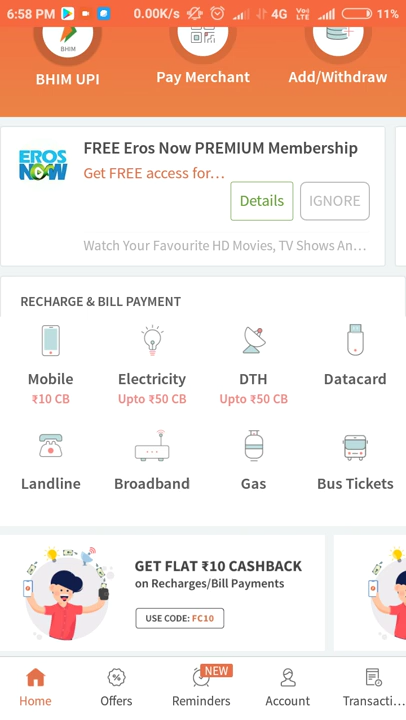 6:58 PM
0.00K/s
4G
Vo)
LTE
11%
BHIM
BHIM UPI
Pay Merchant
Add/Withdraw
EROS
NOW
FREE Eros Now PREMIUM Membership
Get FREE access for...
Details
IGNORE
Watch Your Favourite HD Movies, TV Shows An...
RECHARGE & BILL PAYMENT
Mobile
Electricity
DTH
Datacard
₹10 CB
Upto ₹50 CB
Upto ₹50 CB
Landline
Broadband
Gas
Bus Tickets
GET FLAT ₹10 CASHBACK
on Recharges/Bill Payments
USE CODE: FC10
NEW
Home
Offers
Reminders
Account
Transacti...